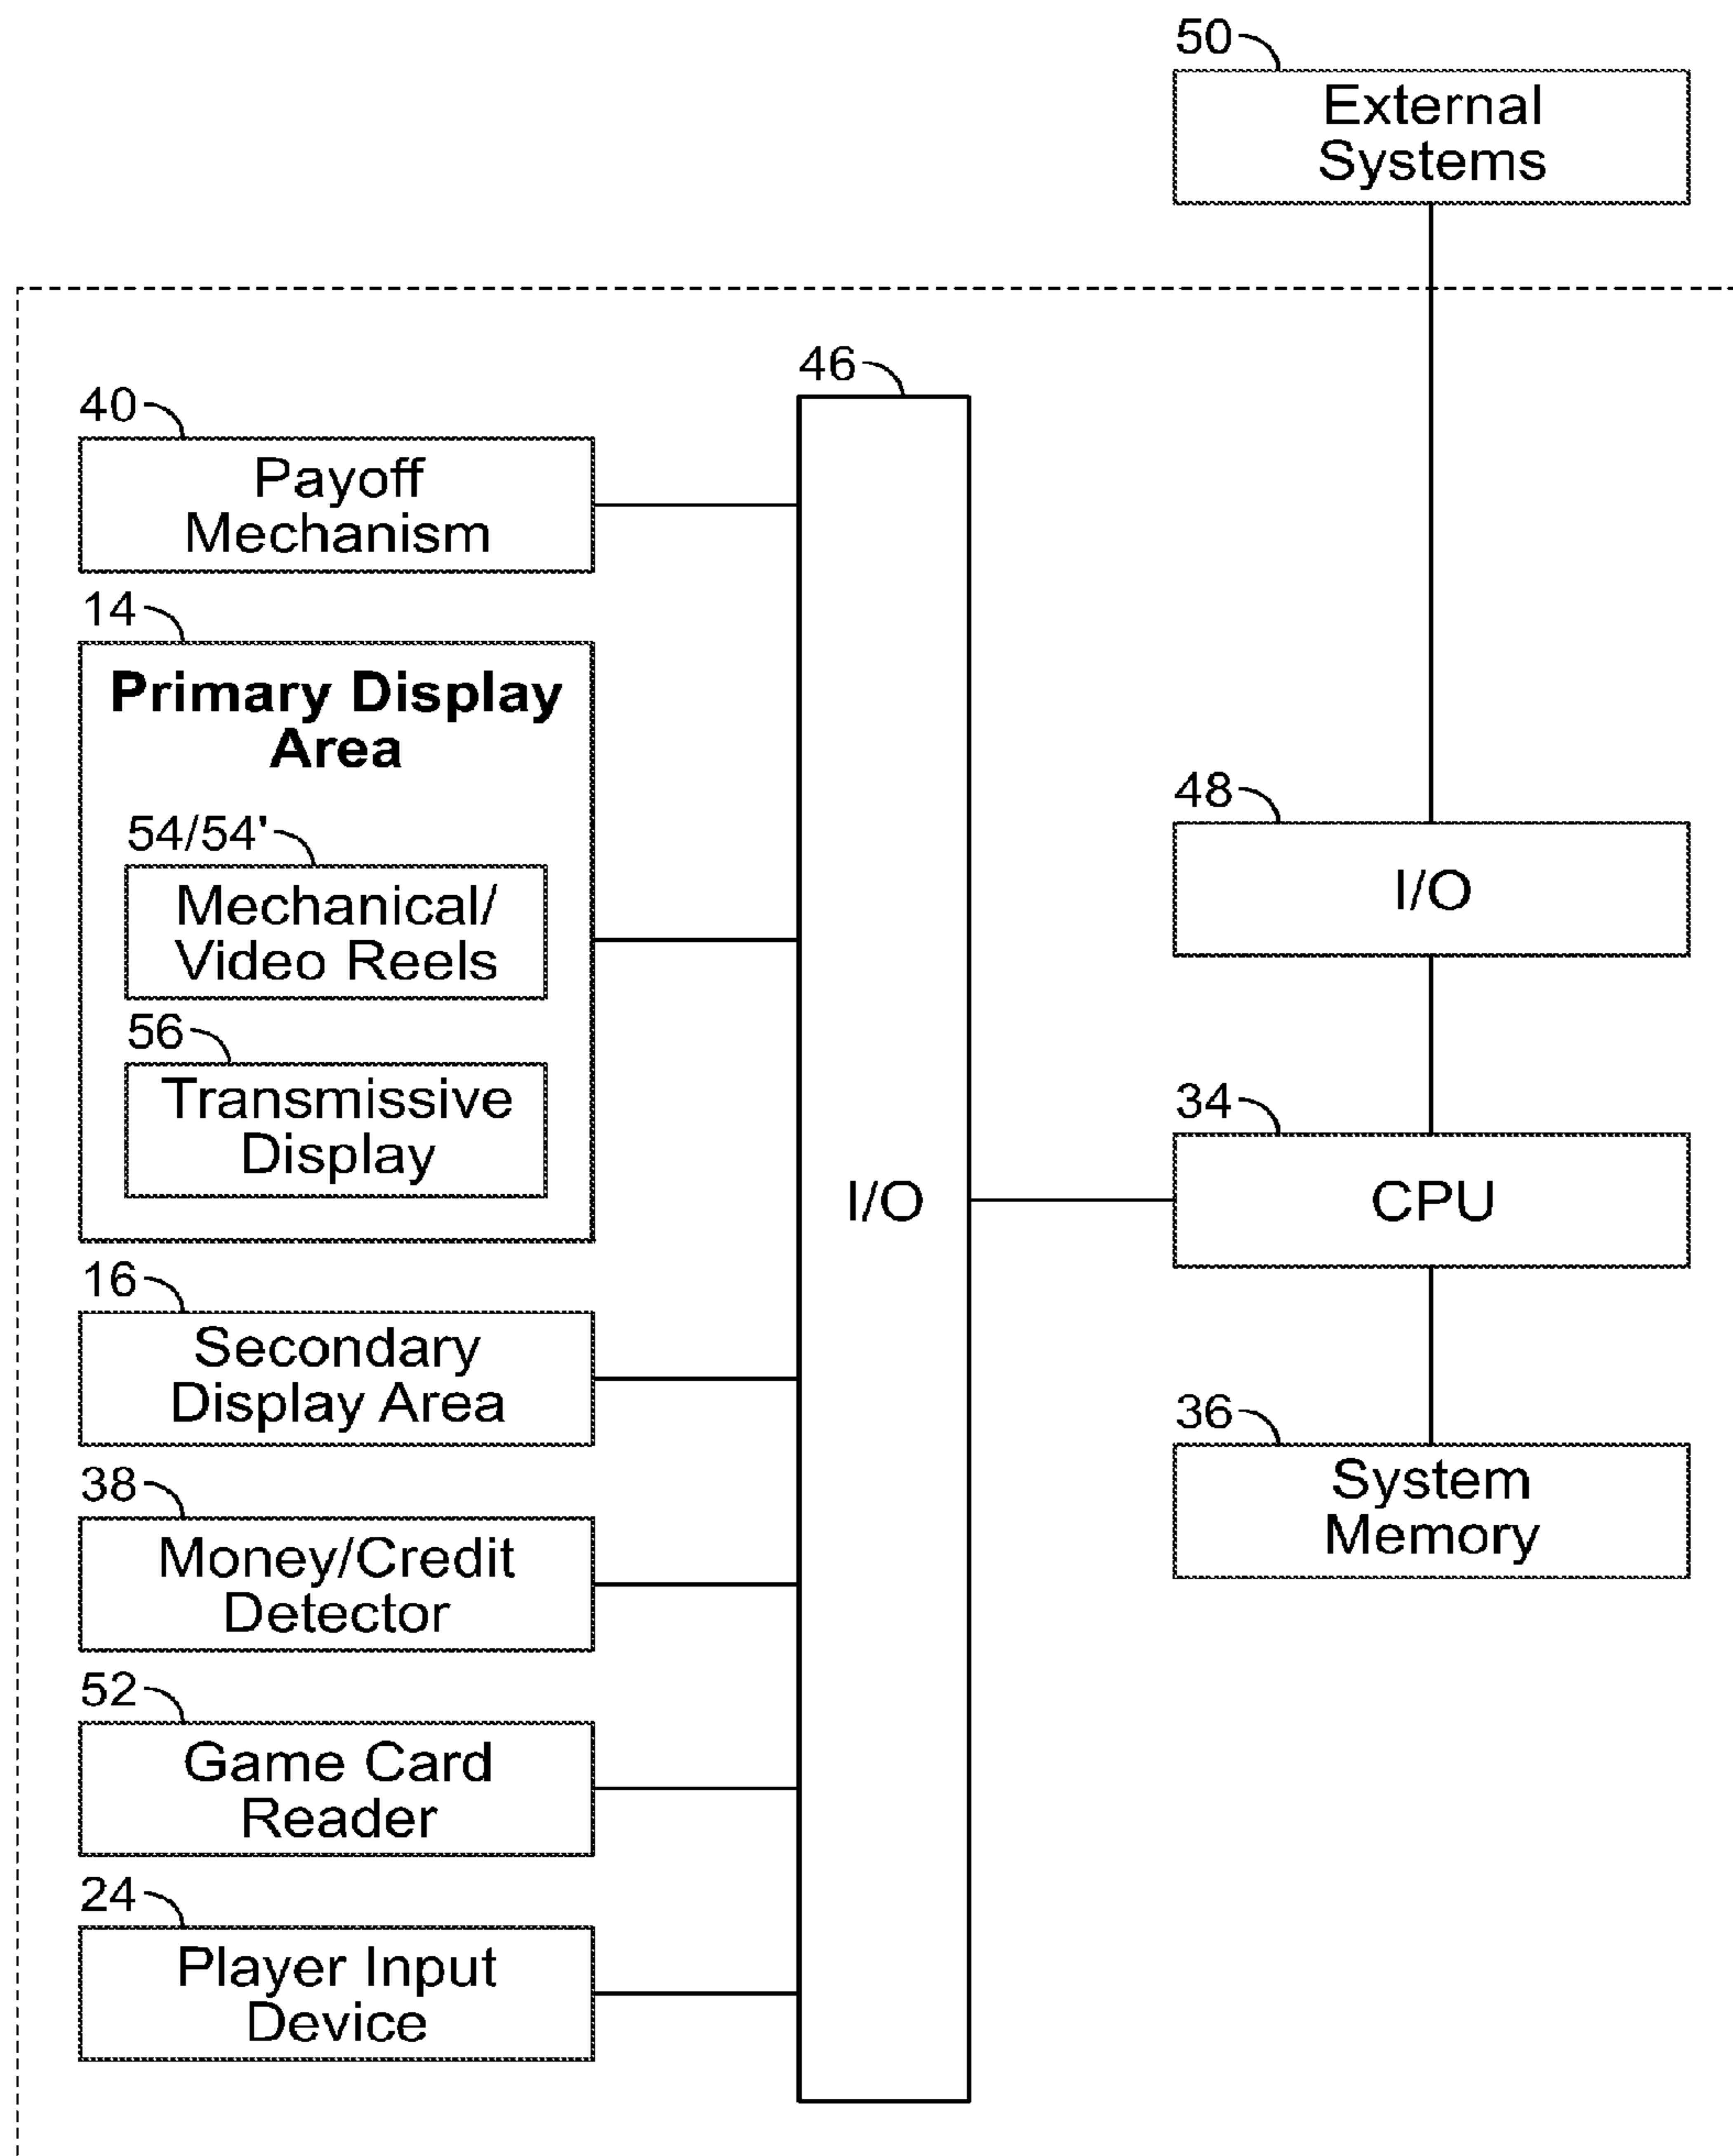 50
External
Systems
46
40
Payoff
Mechanism
14
Primary Display
Area
54/54'
Mechanical/
Video Reels
56
Transmissive
Display
16
Secondary
Display Area
38
Money/Credit
Detector
52
Game Card
Reader
24
Player Input
Device
I/O
48
I/O
34
CPU
36
System
Memory